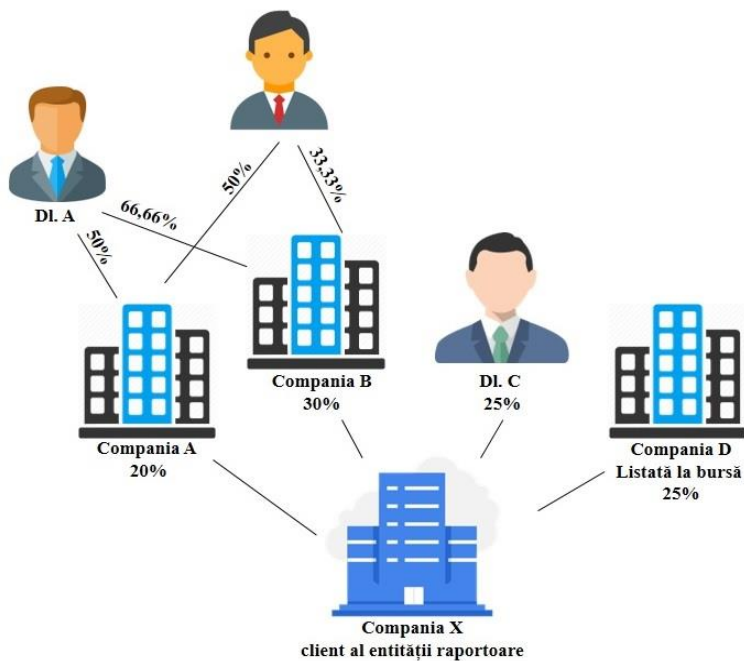 Dl. A
50%
66,66%
50%
33,33%
Compania A
20%
Compania B
30%
Dl. C
25%
Compania D
Listată la bursă
25%
Compania X
client al entității raportoare